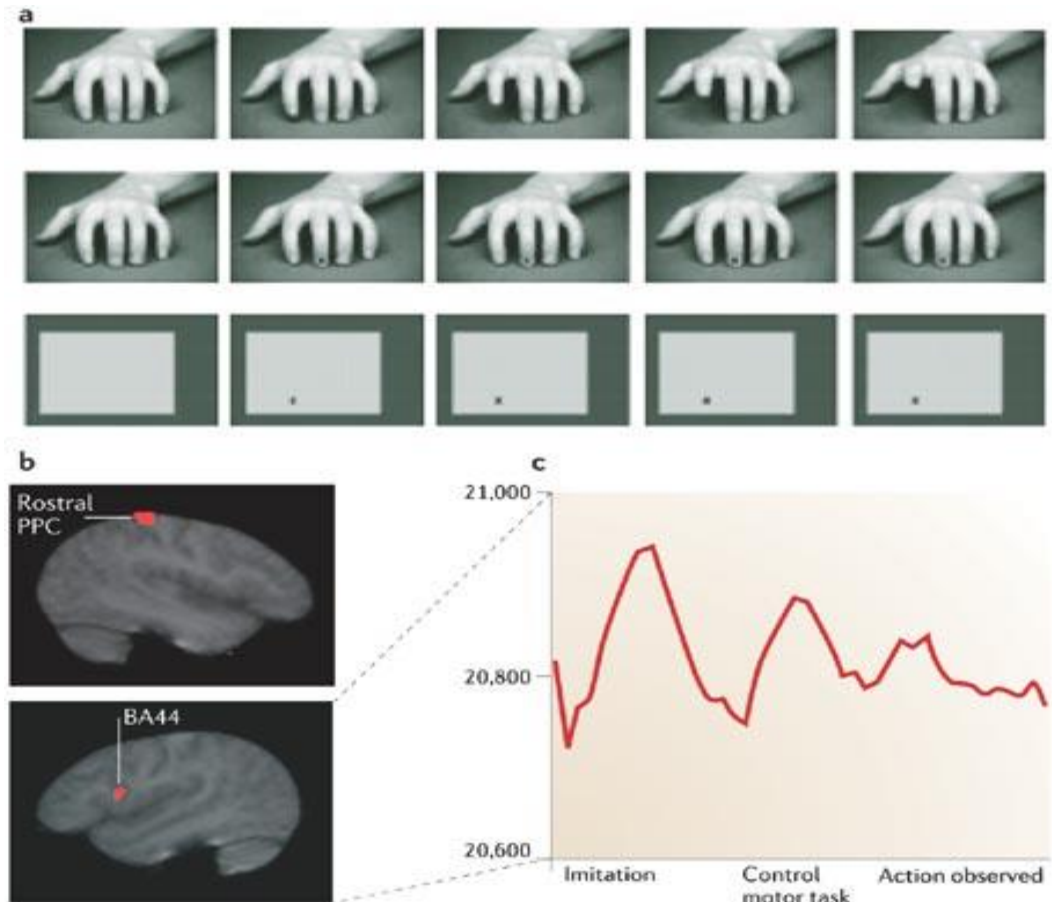 a
b
c
Rostral
PPC
BA44
21,000
20,800
20,600
Imitation
Control
motor task
Action observed